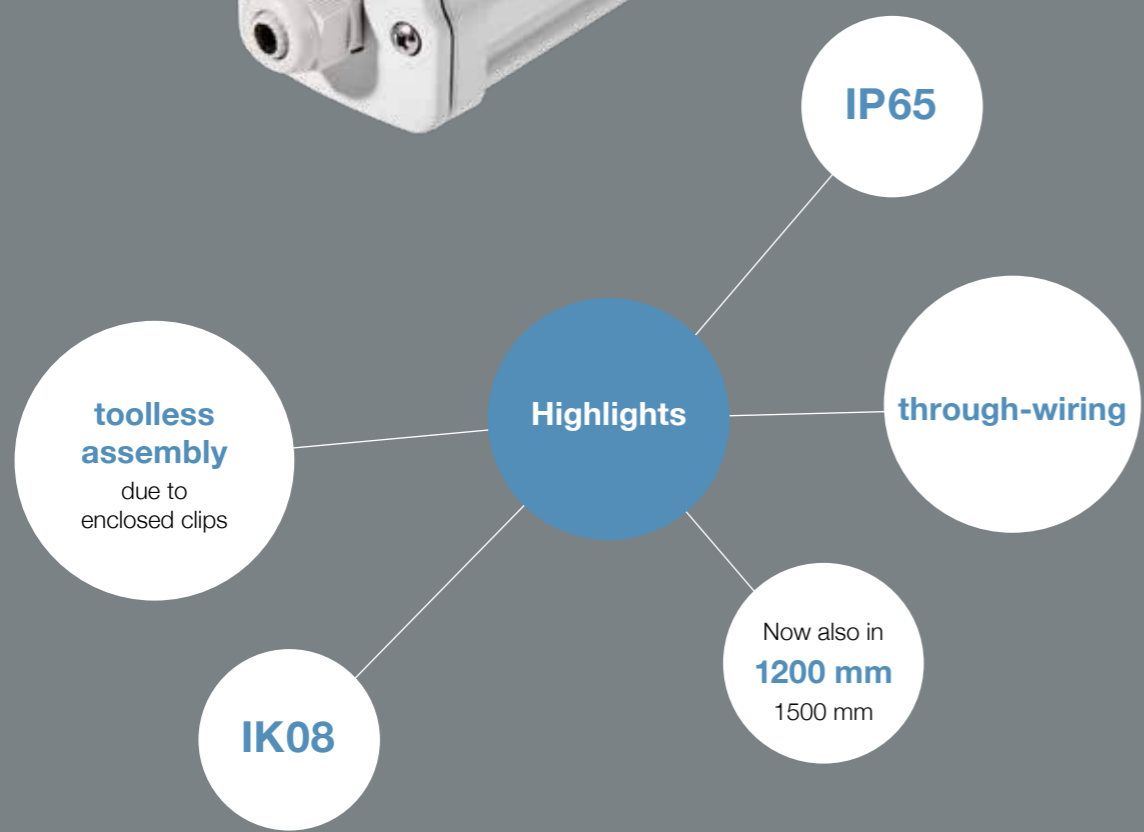 IP65
Highlights
through-wiring
toolless
assembly
due to
enclosed clips
Now also in
1200 mm
1500 mm
IK08